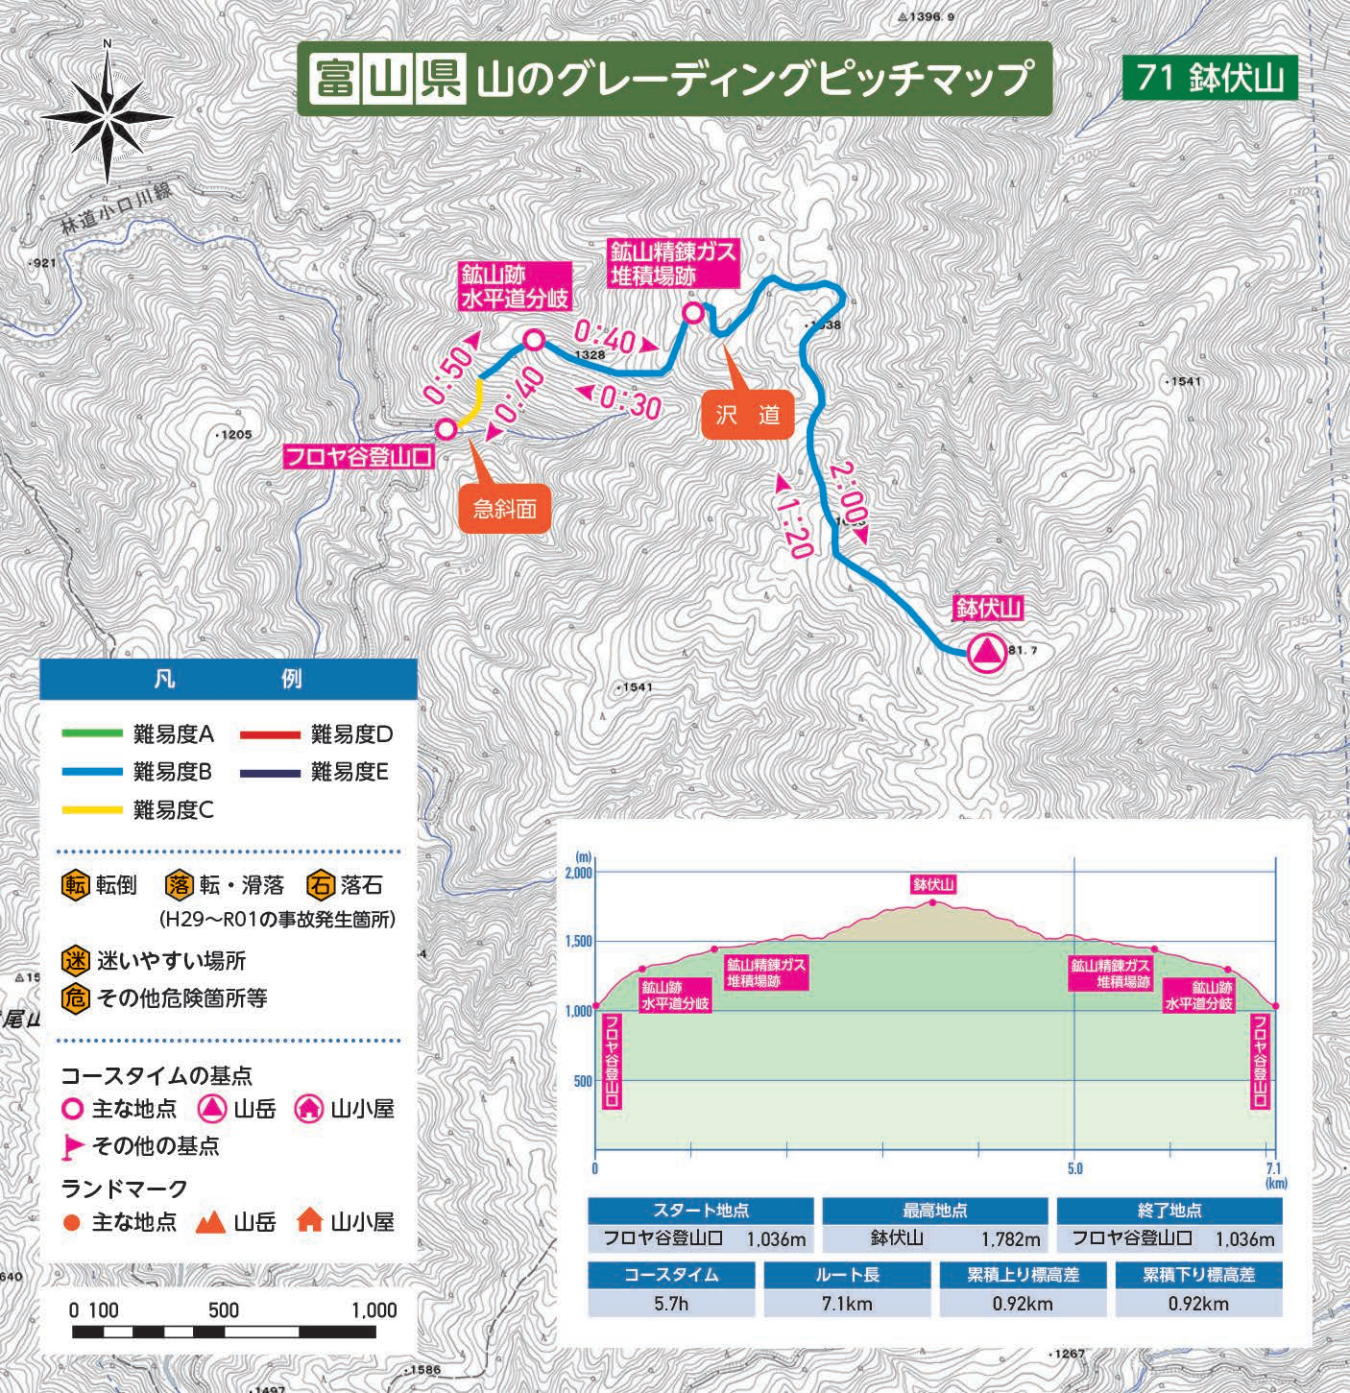 △1396.9
N
富山県 山のグレーディングピッチマップ
71 鉢伏山
林道小口川線
・921
鉱山跡
水平道分岐
鉱山精錬ガス
堆積場跡
0:50
0:40
0:40
0:30
1328
・1338
・1541
・1205
フロヤ谷登山口
沢 道
急斜面
2:00
1:20
鉢伏山
81.7
・1541
1350
1300
凡 例
難易度A
難易度D
難易度B
難易度E
難易度C
転 転倒
落 転・滑落
石 落石
(H29〜R01の事故発生箇所)
迷 迷いやすい場所
危 その他危険箇所等
コースタイムの基点
主な地点
山岳
山小屋
その他の基点
ランドマーク
主な地点
山岳
山小屋
0 100 500 1,000
△15
尾山
640
・1586
・1497
・1267
(m)
2,000
1,500
1,000
500
0
5.0
7.1
(km)
フロヤ谷登山口
鉱山跡
水平道分岐
鉱山精錬ガス
堆積場跡
鉢伏山
鉱山精錬ガス
堆積場跡
鉱山跡
水平道分岐
フロヤ谷登山口
スタート地点 最高地点 終了地点
フロヤ谷登山口 1,036m 鉢伏山 1,782m フロヤ谷登山口 1,036m
コースタイム ルート長 累積上り標高差 累積下り標高差
5.7h 7.1km 0.92km 0.92km